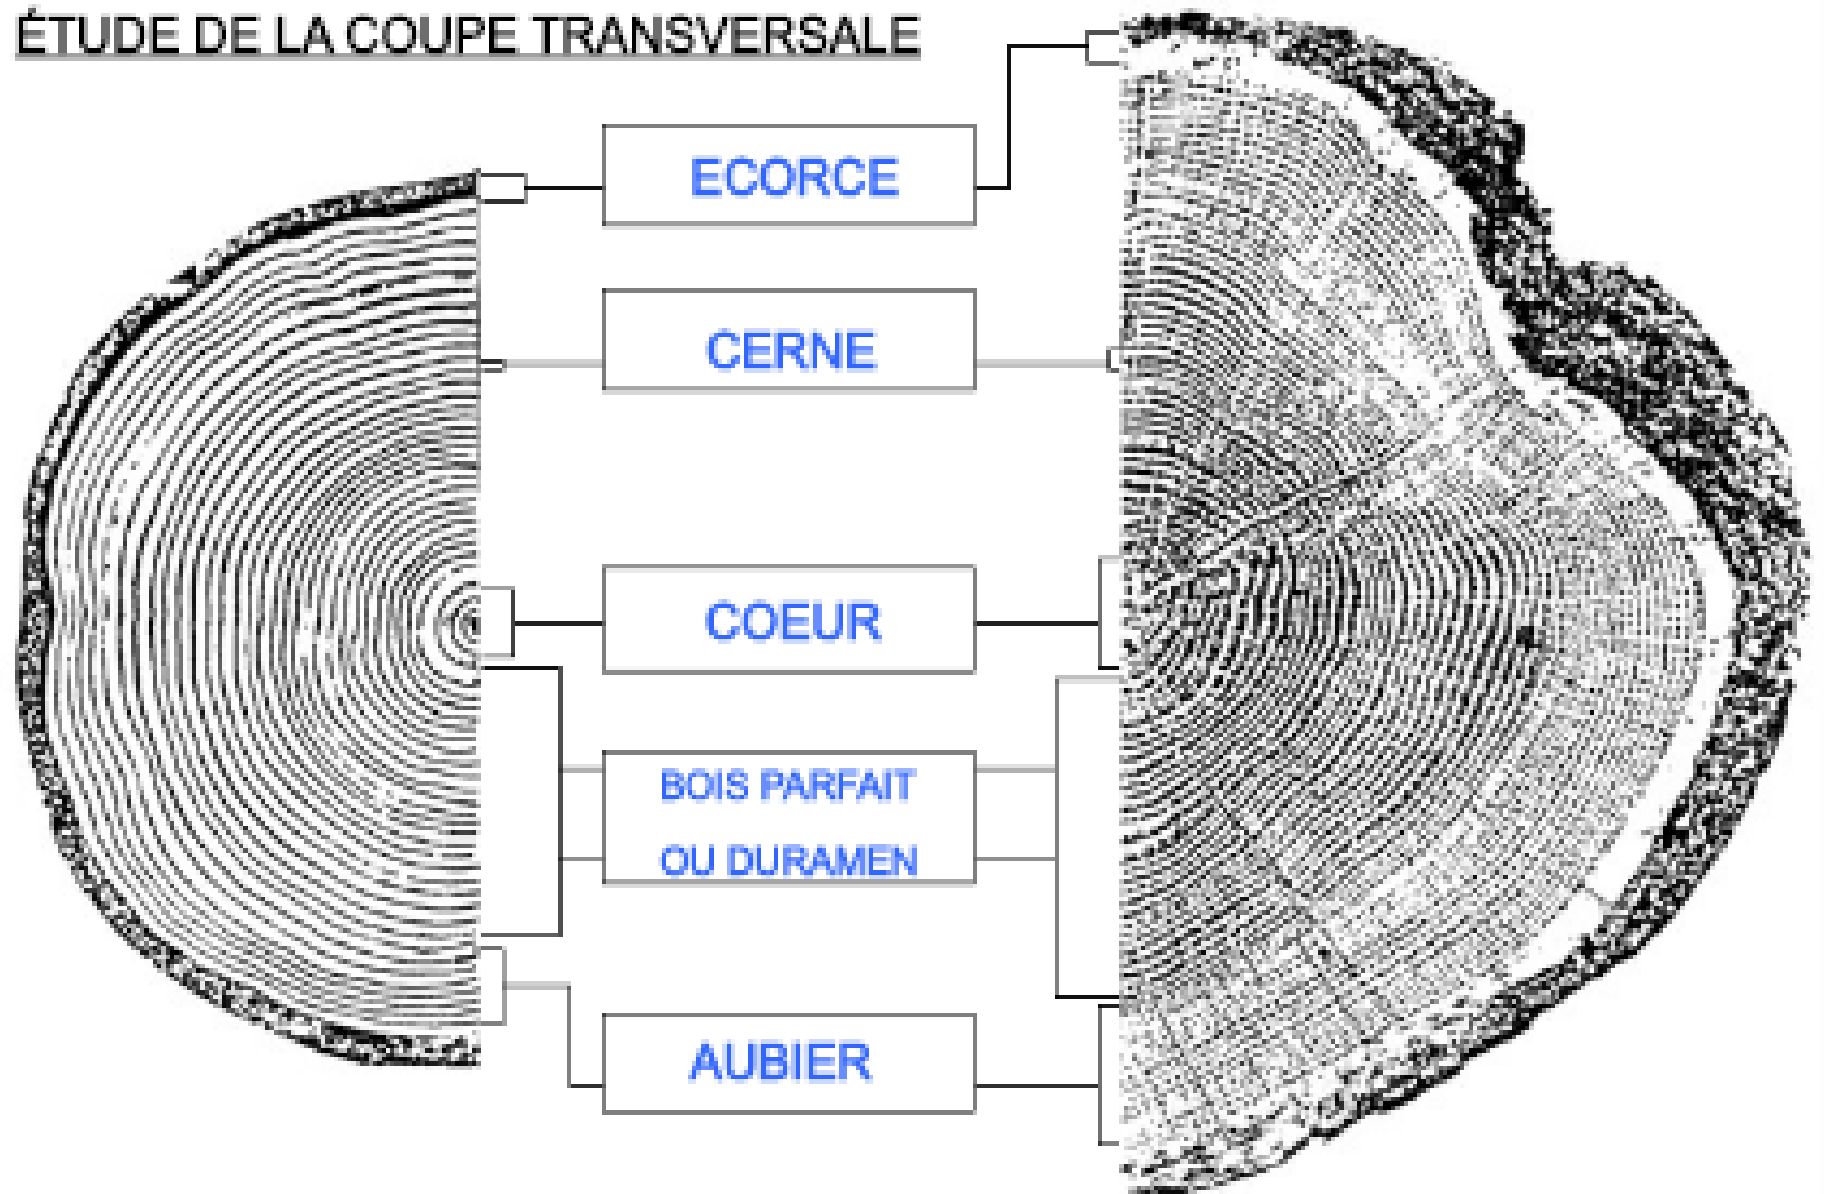 ÉTUDE DE LA COUPE TRANSVERSALE
ECORCE
CERNE
COEUR
BOIS PARFAIT
OU DURAMEN
AUBIER